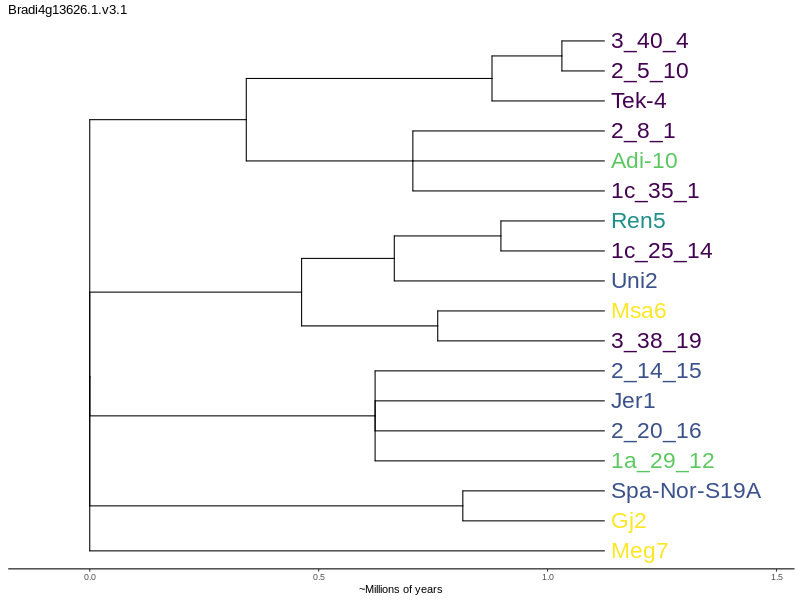 Bradi4g13626.1.v3.1
3_40_4
2_5_10
Tek-4
2_8_1
Adi-10
1c_35_1
Ren5
1c_25_14
Uni2
Msa6
3_38_19
2_14_15
Jer1
2_20_16
1a_29_12
Spa-Nor-S19A
Gj2
Meg7
0.0 0.5 1.0 1.5
~Millions of years